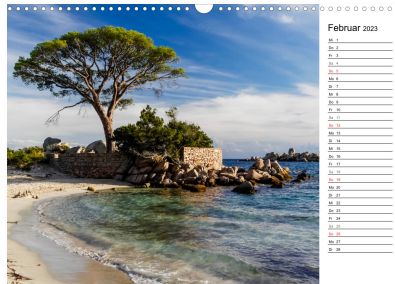 Februar 2023
Mi 1
Do 2
Fr 3
Sa 4
So 5
Mo 6
Di 7
Mi 8
Do 9
Fr 10
Sa 11
So 12
Mo 13
Di 14
Mi 15
Do 16
Fr 17
Sa 18
So 19
Mo 20
Di 21
Mi 22
Do 23
Fr 24
Sa 25
So 26
Mo 27
Di 28